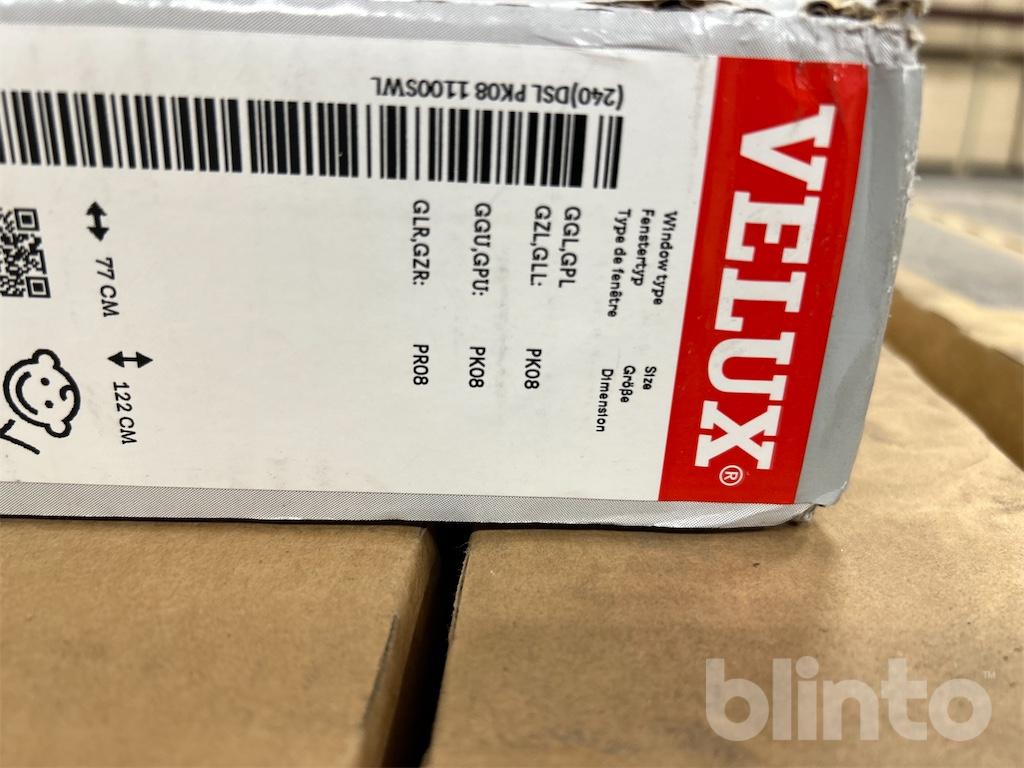 VELUX®
Window type Size
Fenstertyp Größe
Type de fenêtre Dimension
GGL,GPL
GZL,GLL: PK08
GGU,GPU: PK08
GLR,GZR: PR08
77 CM
122 CM
(240)DSL PK08 1100SWL
blinto™